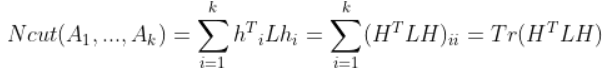 Ncut(A_1, ..., A_k) = \sum_{i=1}^{k} h^T{}_i L h_i = \sum_{i=1}^{k} (H^T L H)_{ii} = Tr(H^T L H)